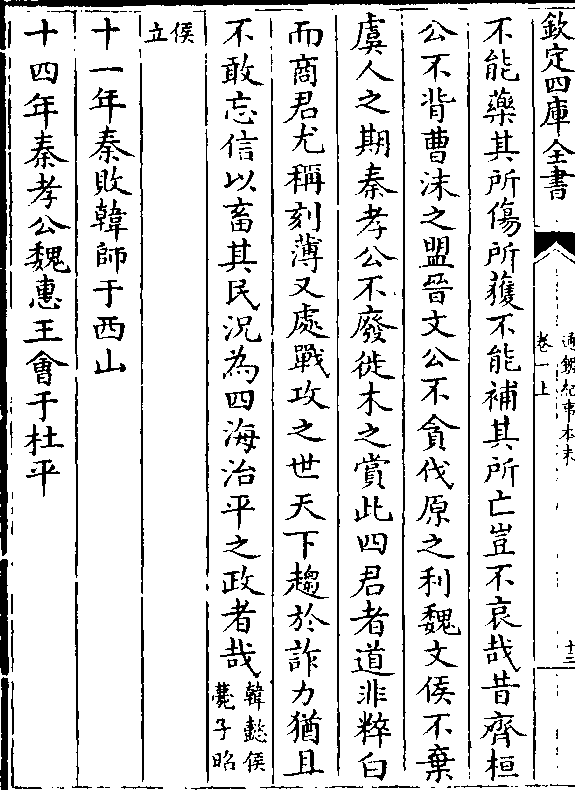 欽定四庫全書
通鑑紀事本末
卷一上
十三
不能藥其所傷所獲不能補其所亡豈不哀哉昔齊桓
公不背曹沫之盟晉文公不貪伐原之利魏文侯不棄
虞人之期秦孝公不廢徙木之賞此四君者道非粹白
而商君尤稱刻薄又處戰攻之世天下趨於詐力猶且
不敢忘信以畜其民況為四海治平之政者哉韓懿侯薨子昭
侯立
十一年秦敗韓師于西山
十四年秦孝公魏惠王會于杜平